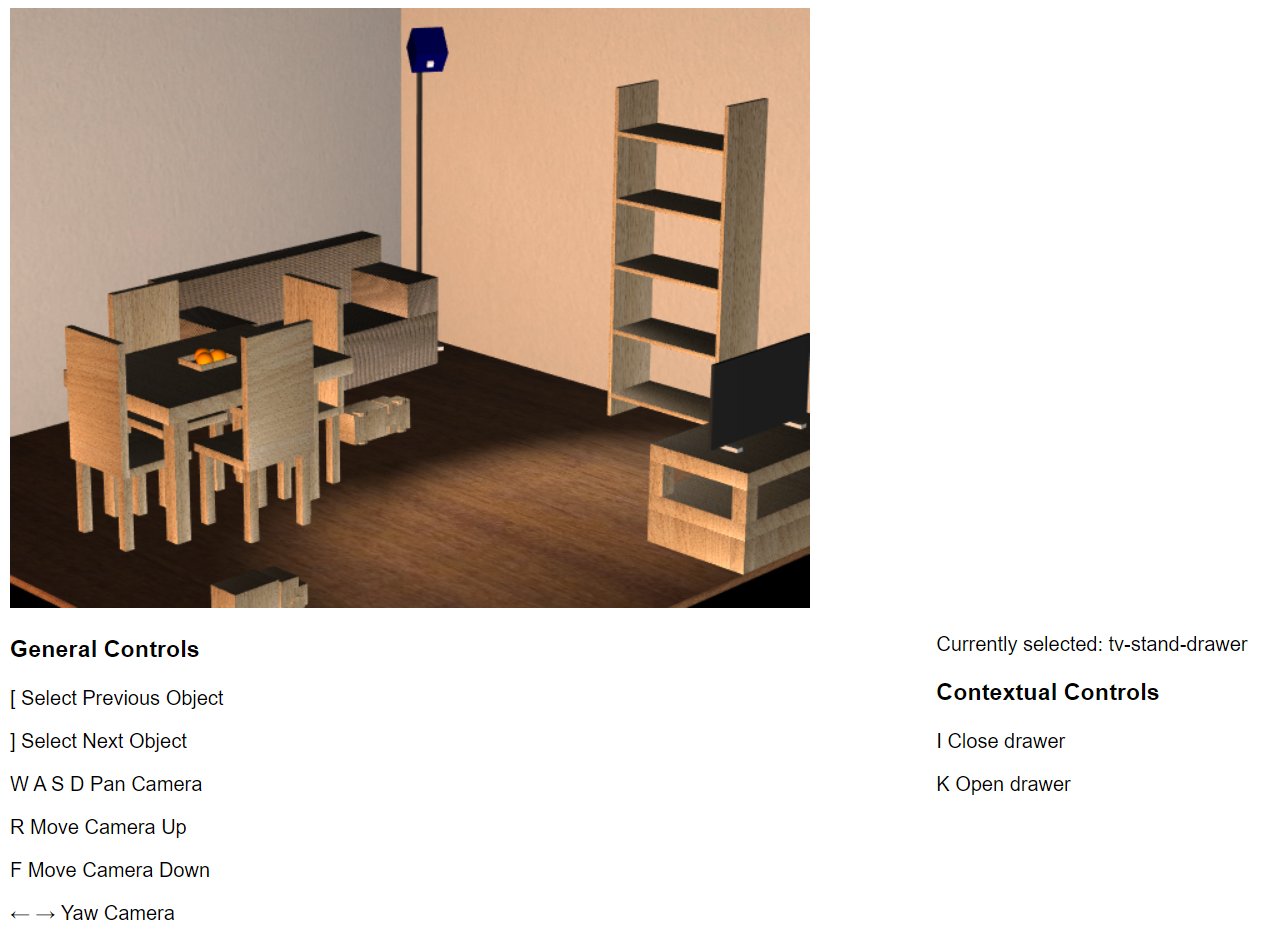 General Controls
[ Select Previous Object
] Select Next Object
W A S D Pan Camera
R Move Camera Up
F Move Camera Down
← → Yaw Camera
Currently selected: tv-stand-drawer
Contextual Controls
I Close drawer
K Open drawer